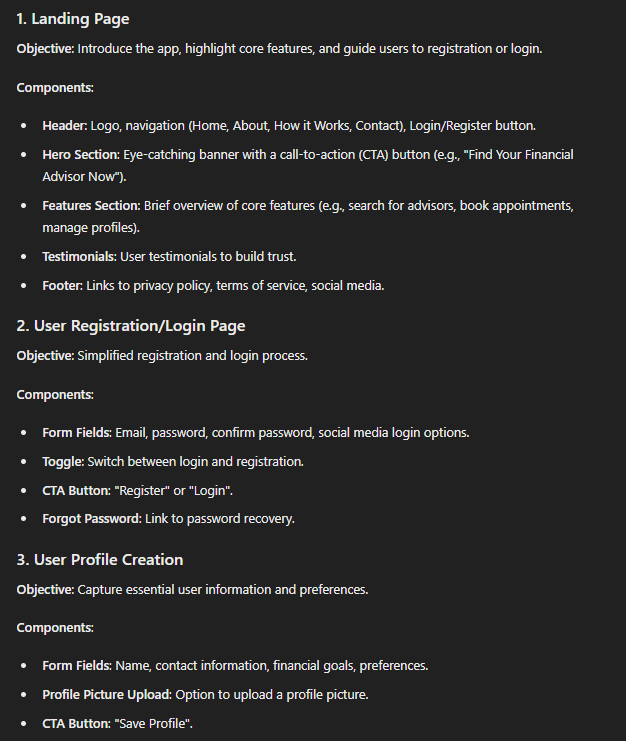 1. Landing Page
Objective: Introduce the app, highlight core features, and guide users to registration or login.
Components:
Header: Logo, navigation (Home, About, How it Works, Contact), Login/Register button.
Hero Section: Eye-catching banner with a call-to-action (CTA) button (e.g., "Find Your Financial
Advisor Now").
Features Section: Brief overview of core features (e.g., search for advisors, book appointments,
manage profiles).
Testimonials: User testimonials to build trust.
Footer: Links to privacy policy, terms of service, social media.
2. User Registration/Login Page
Objective: Simplified registration and login process.
Components:
Form Fields: Email, password, confirm password, social media login options.
Toggle: Switch between login and registration.
CTA Button: "Register" or "Login".
Forgot Password: Link to password recovery.
3. User Profile Creation
Objective: Capture essential user information and preferences.
Components:
Form Fields: Name, contact information, financial goals, preferences.
Profile Picture Upload: Option to upload a profile picture.
CTA Button: "Save Profile".